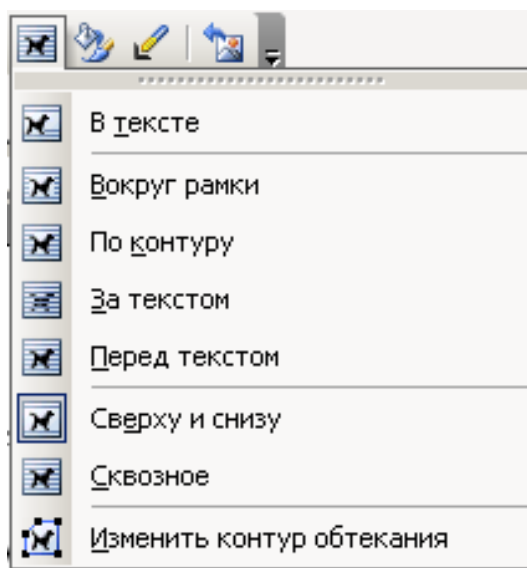 В тексте
Вокруг рамки
По контуру
За текстом
Перед текстом
Сверху и снизу
Сквозное
Изменить контур обтекания